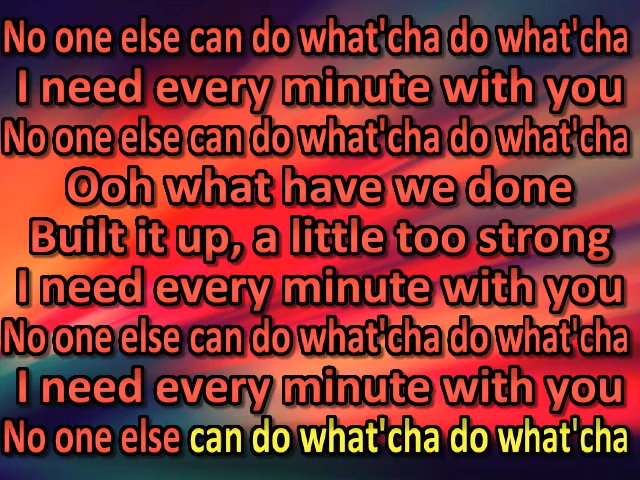 No one else can do what'cha do what'cha
I need every minute with you
No one else can do what'cha do what'cha
Ooh what have we done
Built it up, a little too strong
I need every minute with you
No one else can do what'cha do what'cha
I need every minute with you
No one else can do what'cha do what'cha